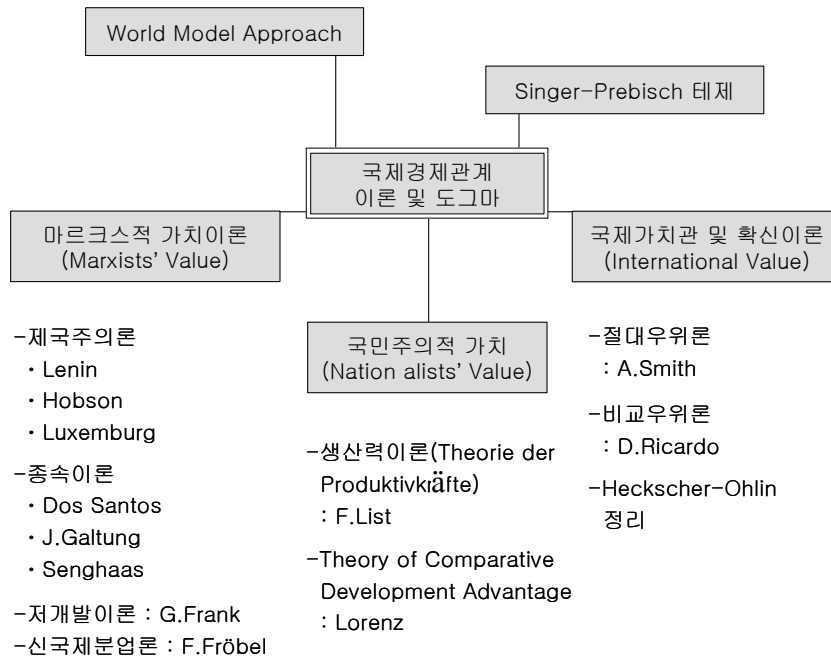 World Model Approach
Singer-Prebisch 테제
국제경제관계
이론 및 도그마
마르크스적 가치이론
(Marxists' Value)
국제가치관 및 확신이론
(International Value)
국민주의적 가치
(Nation alists' Value)
-제국주의론
· Lenin
· Hobson
· Luxemburg
-종속이론
· Dos Santos
· J.Galtung
· Senghaas
-저개발이론 : G.Frank
-신국제분업론 : F.Fröbel
-생산력이론(Theorie der
Produktivkräfte)
: F.List
-Theory of Comparative
Development Advantage
: Lorenz
-절대우위론
: A.Smith
-비교우위론
: D.Ricardo
-Heckscher-Ohlin
정리